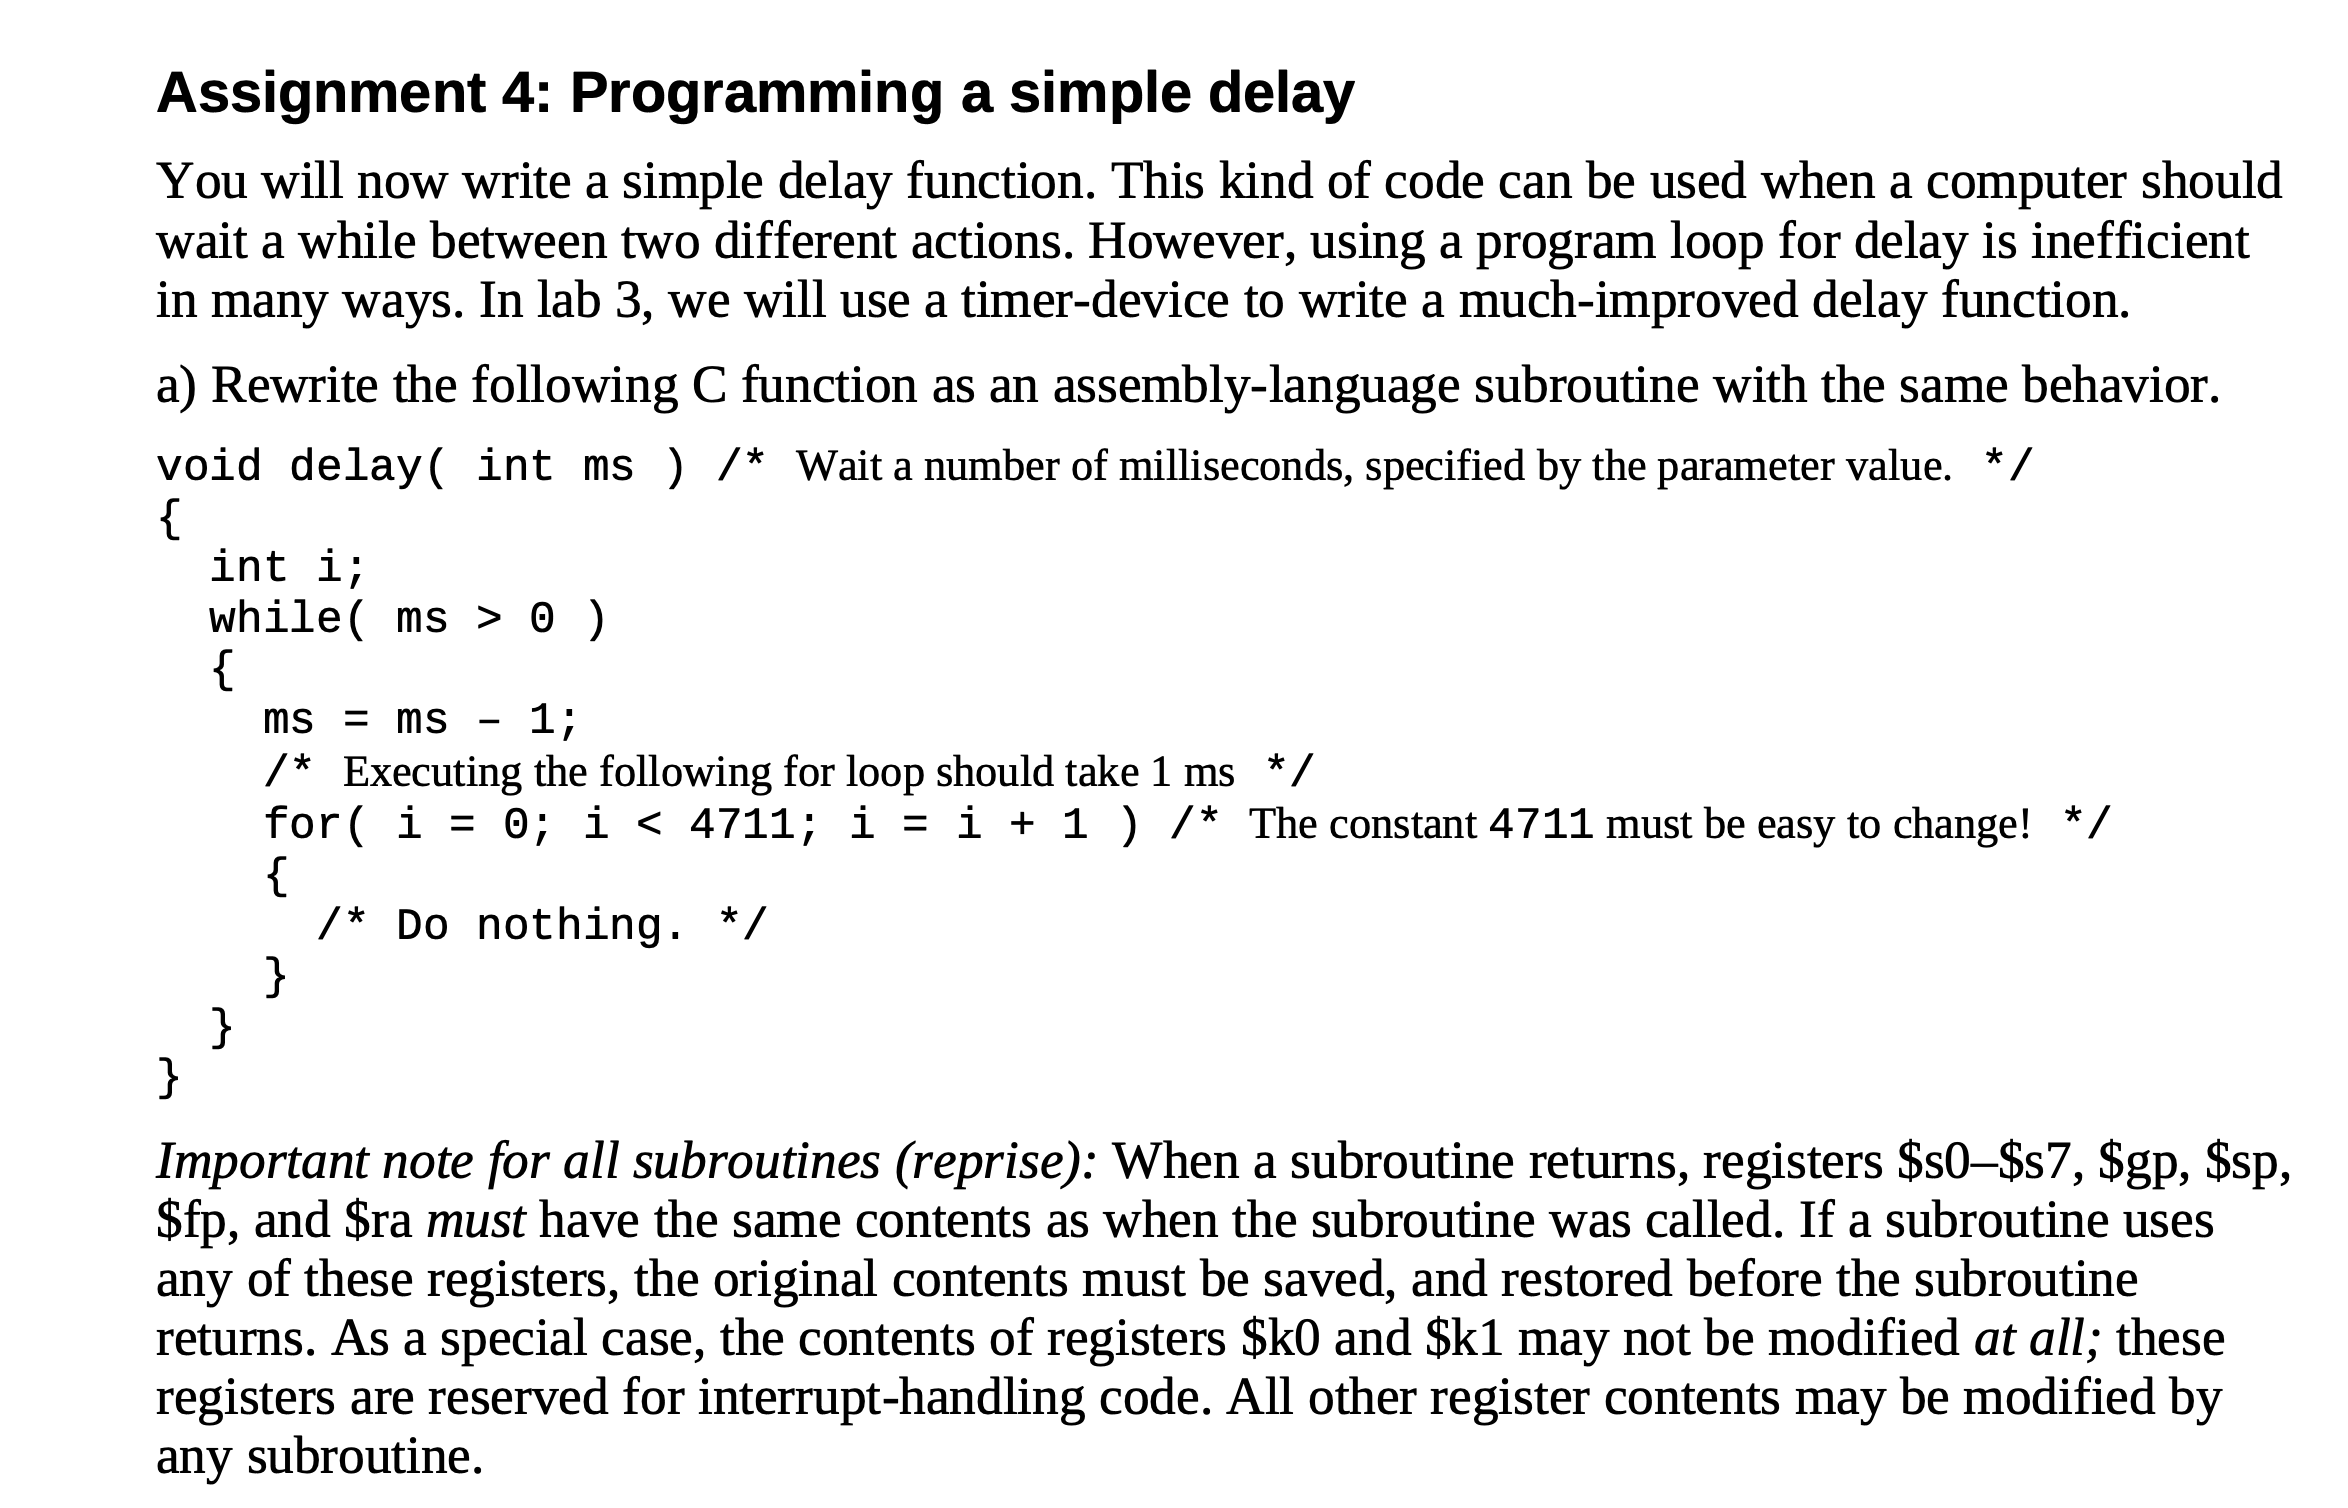 Assignment 4: Programming a simple delay
You will now write a simple delay function. This kind of code can be used when a computer should
wait a while between two different actions. However, using a program loop for delay is inefficient
in many ways. In lab 3, we will use a timer-device to write a much-improved delay function.
a) Rewrite the following C function as an assembly-language subroutine with the same behavior.
void delay( int ms ) /* Wait a number of milliseconds, specified by the parameter value. */
{
  int i;
  while( ms > 0 )
  {
    ms = ms – 1;
    /* Executing the following for loop should take 1 ms */
    for( i = 0; i < 4711; i = i + 1 ) /* The constant 4711 must be easy to change! */
    {
      /* Do nothing. */
    }
  }
}
Important note for all subroutines (reprise): When a subroutine returns, registers $s0–$s7, $gp, $sp,
$fp, and $ra must have the same contents as when the subroutine was called. If a subroutine uses
any of these registers, the original contents must be saved, and restored before the subroutine
returns. As a special case, the contents of registers $k0 and $k1 may not be modified at all; these
registers are reserved for interrupt-handling code. All other register contents may be modified by
any subroutine.